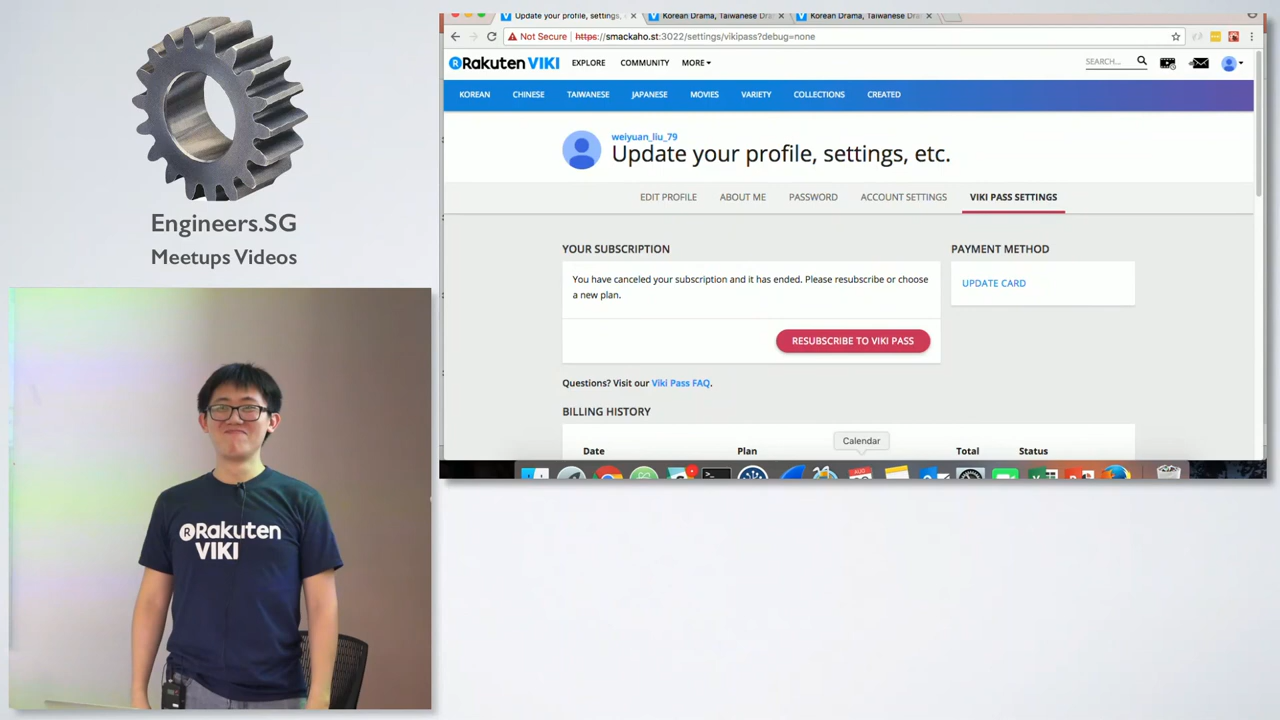 Engineers.SG
Meetups Videos
Rakuten
VIKI
Update your profile, settings,
Korean Drama, Taiwanese Dra
Korean Drama, Taiwanese Dra
Not Secure
https://smackaho.st:3022/settings/vikipass?debug=none
Rakuten VIKI
EXPLORE
COMMUNITY
MORE
SEARCH...
KOREAN
CHINESE
TAIWANESE
JAPANESE
MOVIES
VARIETY
COLLECTIONS
CREATED
weiyuan_liu_79
Update your profile, settings, etc.
EDIT PROFILE
ABOUT ME
PASSWORD
ACCOUNT SETTINGS
VIKI PASS SETTINGS
YOUR SUBSCRIPTION
You have canceled your subscription and it has ended. Please resubscribe or choose
a new plan.
RESUBSCRIBE TO VIKI PASS
PAYMENT METHOD
UPDATE CARD
Questions? Visit our Viki Pass FAQ.
BILLING HISTORY
Date
Plan
Total
Status
Calendar